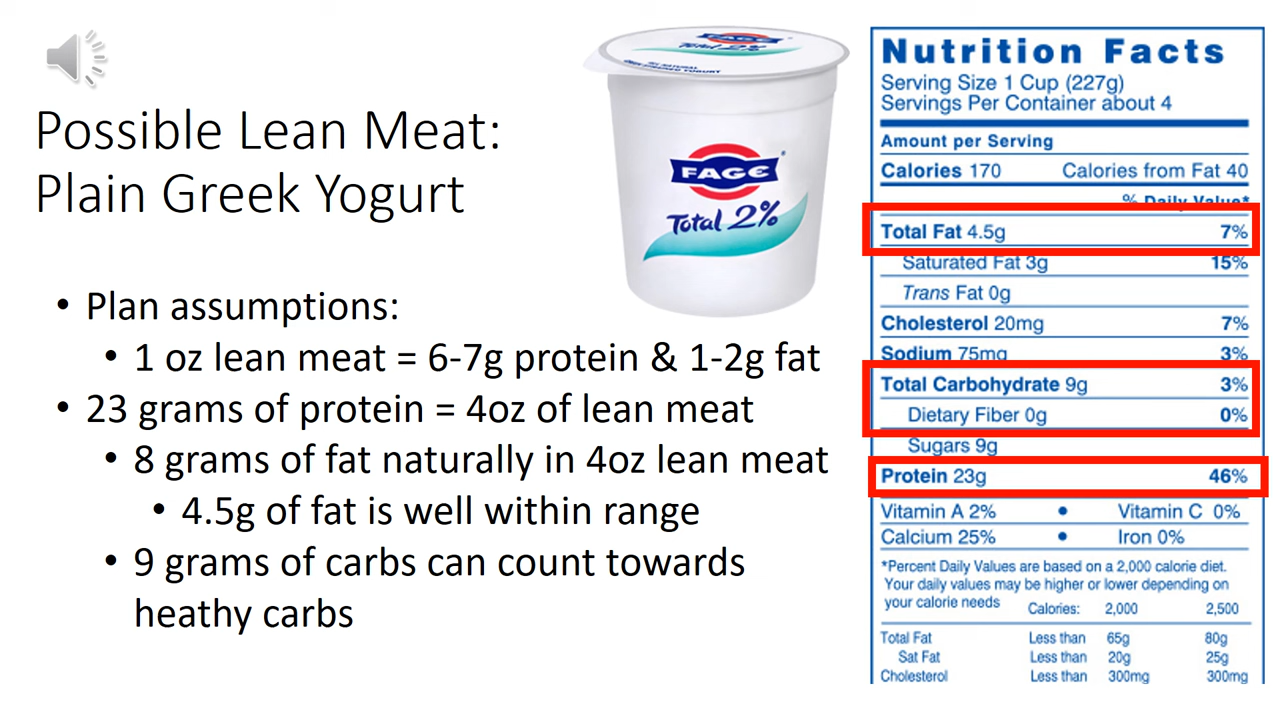 Possible Lean Meat:
Plain Greek Yogurt
• Plan assumptions:
• 1 oz lean meat = 6-7g protein & 1-2g fat
• 23 grams of protein = 4oz of lean meat
• 8 grams of fat naturally in 4oz lean meat
• 4.5g of fat is well within range
• 9 grams of carbs can count towards
heathy carbs
FAGE
Total 2%
FAGE
Total 2%
Nutrition Facts
Serving Size 1 Cup (227g)
Servings Per Container about 4
Amount per Serving
Calories 170 Calories from Fat 40
% Daily Value*
Total Fat 4.5g 7%
Saturated Fat 3g 15%
Trans Fat 0g
Cholesterol 20mg 7%
Sodium 75mg 3%
Total Carbohydrate 9g 3%
Dietary Fiber 0g 0%
Sugars 9g
Protein 23g 46%
Vitamin A 2% • Vitamin C 0%
Calcium 25% • Iron 0%
*Percent Daily Values are based on a 2,000 calorie diet.
Your daily values may be higher or lower depending on
your calorie needs Calories: 2,000 2,500
Total Fat Less than 65g 80g
Sat Fat Less than 20g 25g
Cholesterol Less than 300mg 300mg